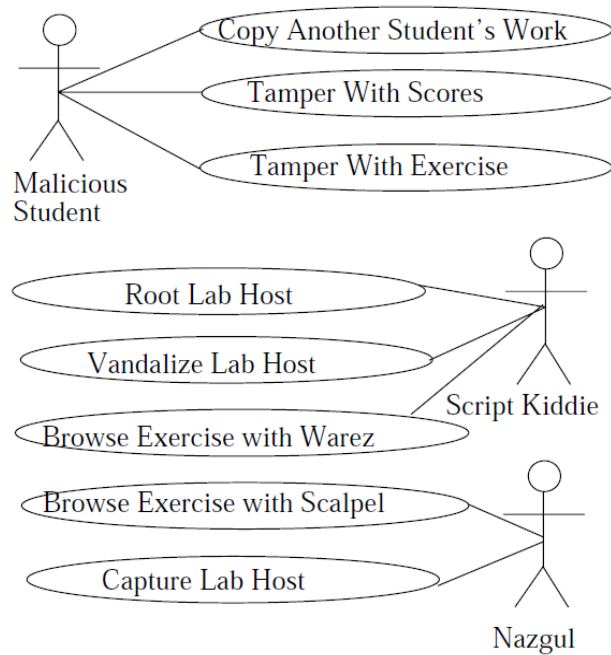 Copy Another Student's Work
Tamper With Scores
Tamper With Exercise
Malicious
Student
Root Lab Host
Vandalize Lab Host
Script Kiddie
Browse Exercise with Warez
Browse Exercise with Scalpel
Capture Lab Host
Nazgul